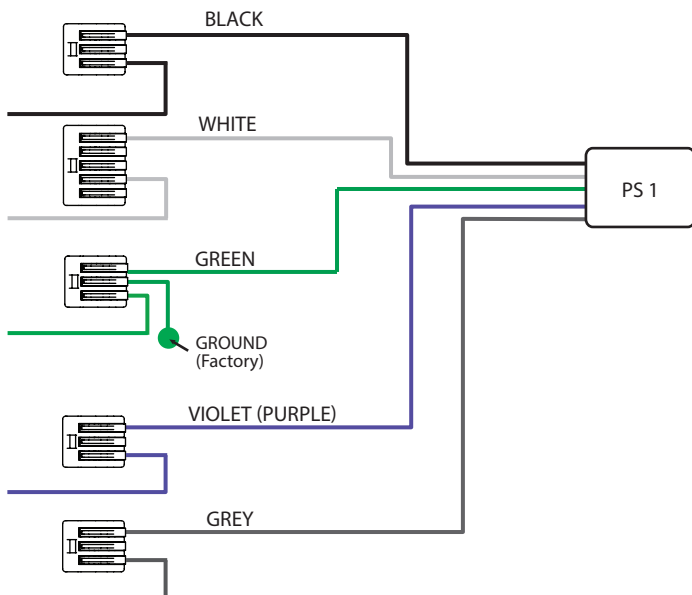 BLACK
WHITE
PS 1
GREEN
GROUND
(Factory)
VIOLET (PURPLE)
GREY